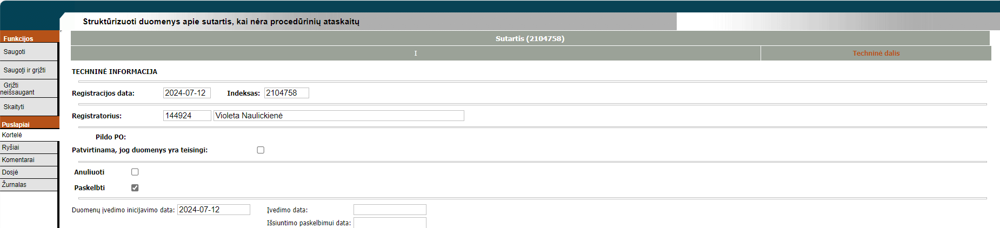 Struktūrizuoti duomenys apie sutartis, kai nėra procedūrinių ataskaitų
Funkcijos
Saugoti
Saugoti ir grįžti
Grįžti
neišsaugant
Skaityti
Puslapiai
Kortelė
Ryšiai
Komentarai
Dosjė
Žurnalas
Sutartis (2104758)
I Techninė dalis
TECHNINĖ INFORMACIJA
Registracijos data: 2024-07-12 Indeksas: 2104758
Registratorius: 144924 Violeta Naulickienė
Pildo PO:
Patvirtinama, jog duomenys yra teisingi:
Anuliuoti
Paskelbti
Duomenų įvedimo inicijavimo data: 2024-07-12 Įvedimo data:
Išsiuntimo paskelbimui data: